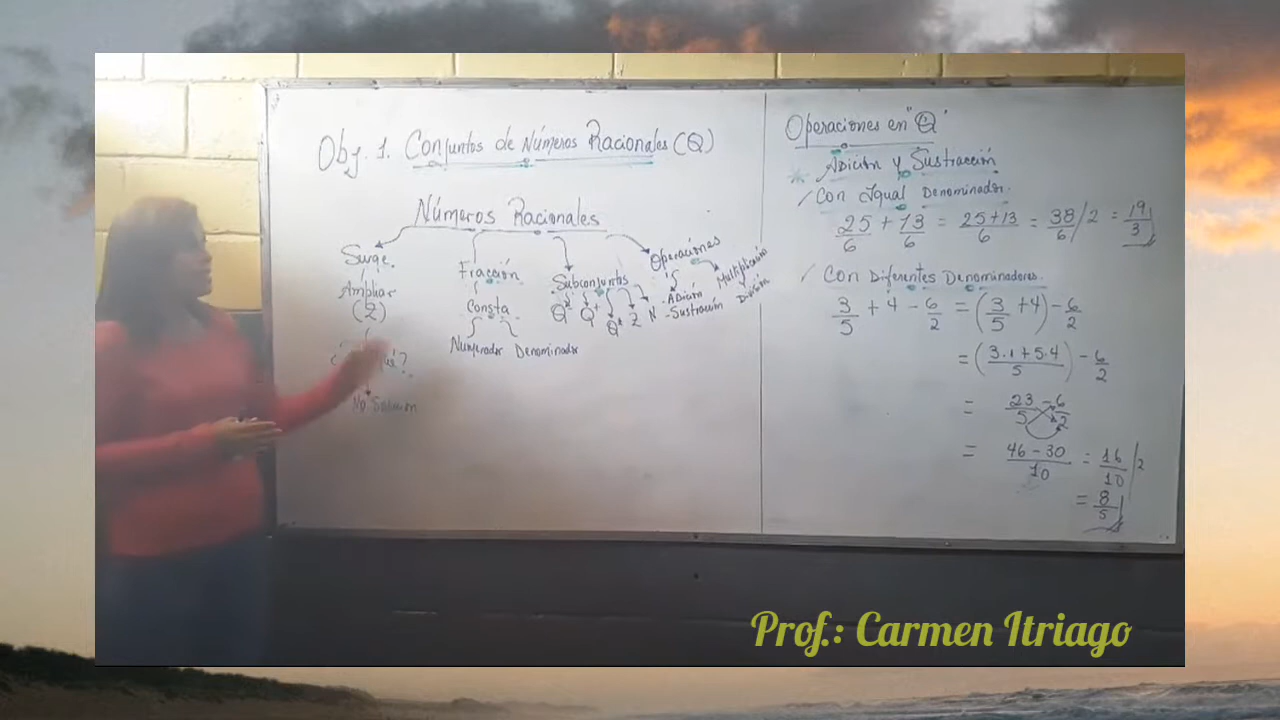 Obj. 1. Conjuntos de Números Racionales (Q)
Números Racionales
Surge.
Ampliar
(Z)
No Solución
Fracción
Consta
Numerador Denominador
Subconjuntos
Q* Q⁺ Q* Z N
Operaciones
- Adición
- Sustracción
Multiplicación
y
División
Operaciones en "Q"
* Adición y Sustracción
✓ Con Igual Denominador.
25/6 + 13/6 = 25+13/6 = 38/6 /2 = 19/3
✓ Con Diferentes Denominadores.
3/5 + 4 - 6/2 = (3/5 + 4) - 6/2
= (3·1+5·4/5) - 6/2
= 23/5 - 6/2
= 46-30/10 = 16/10 /2
= 8/5
Prof.: Carmen Itriago